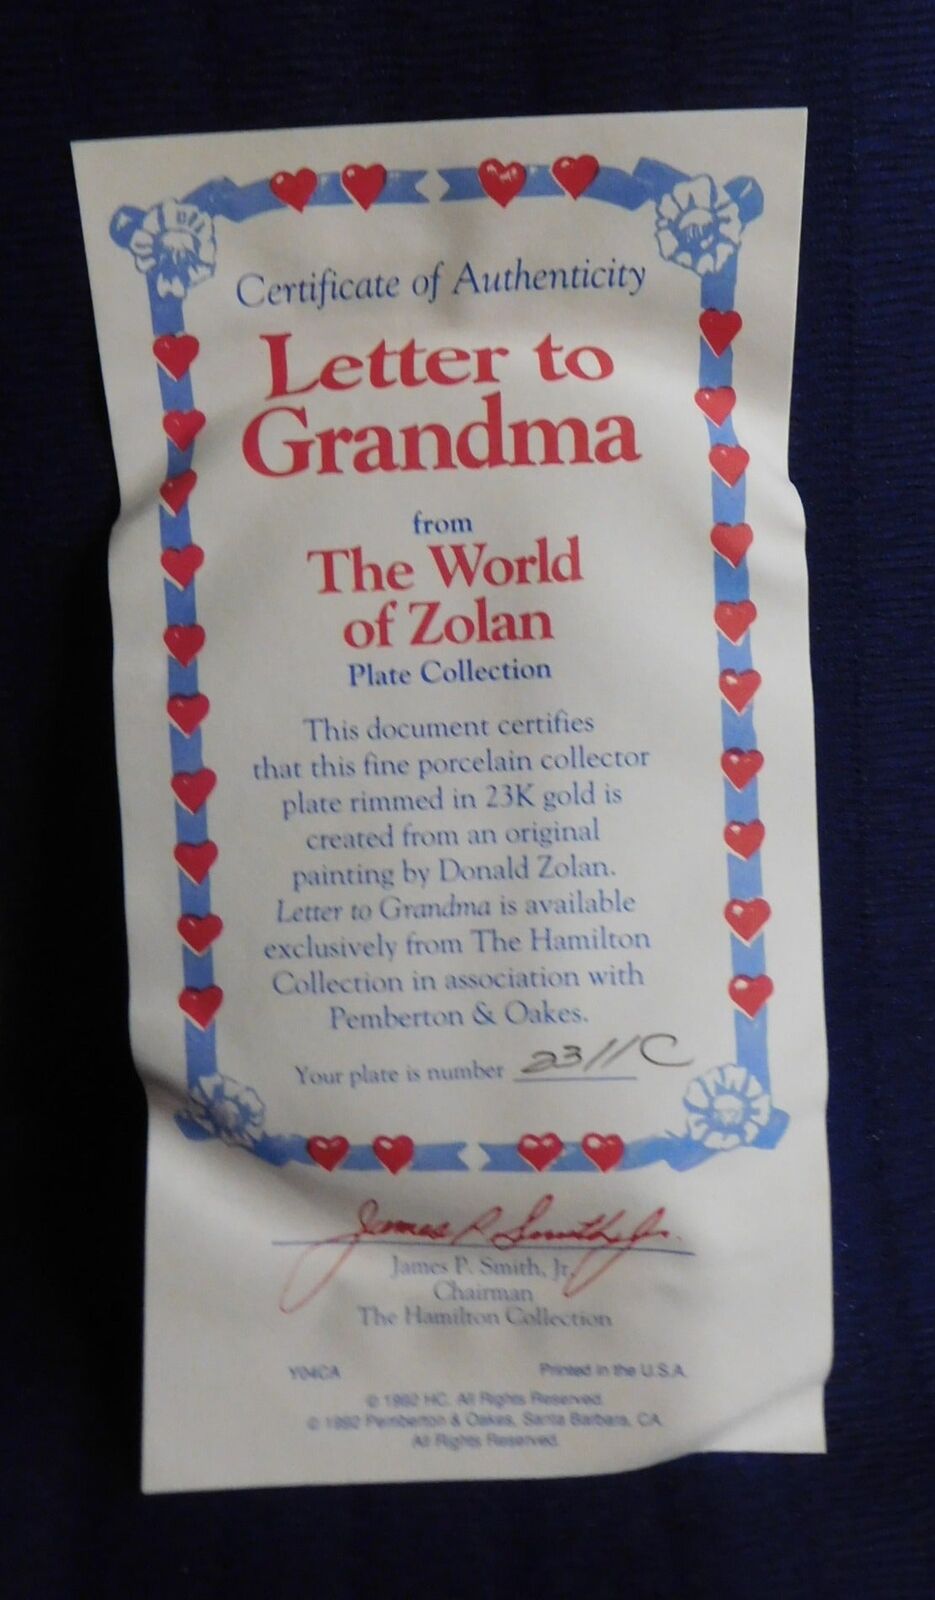 Certificate of Authenticity
Letter to
Grandma
from
The World
of Zolan
Plate Collection
This document certifies
that this fine porcelain collector
plate rimmed in 23K gold is
created from an original
painting by Donald Zolan.
Letter to Grandma is available
exclusively from The Hamilton
Collection in association with
Pemberton & Oakes.
Your plate is number 2311C
James P. Smith, Jr.
James P. Smith, Jr.
Chairman
The Hamilton Collection
Y04CA Printed in the U.S.A.
© 1992 HC. All Rights Reserved.
© 1992 Pemberton & Oakes, Santa Barbara, CA.
All Rights Reserved.